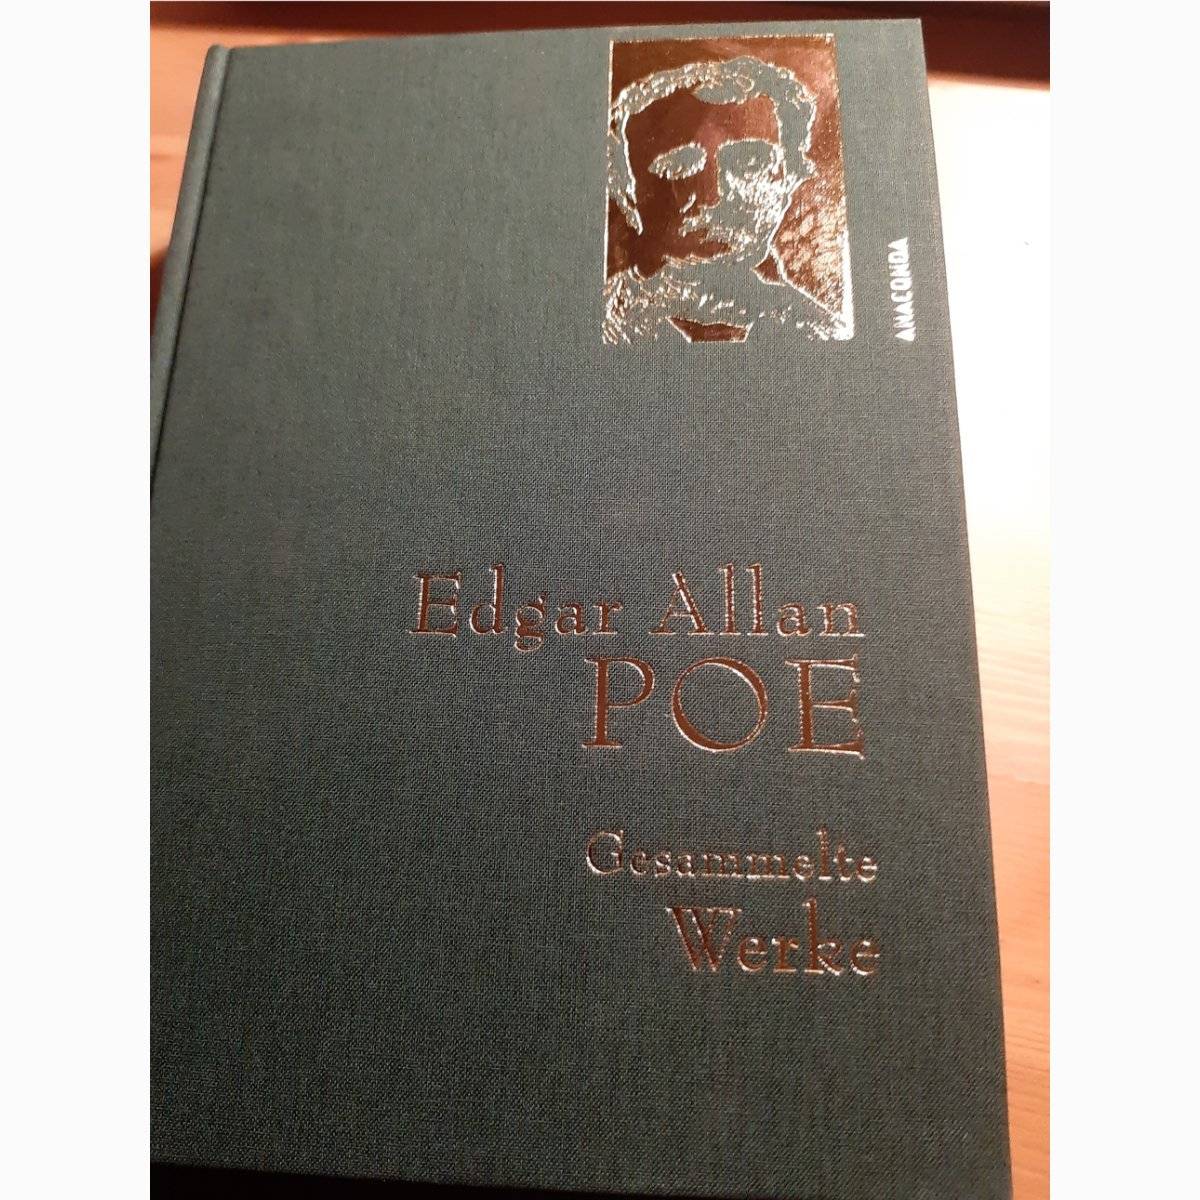 ANACONDA
Edgar Allan
POE
Gesammelte
Werke